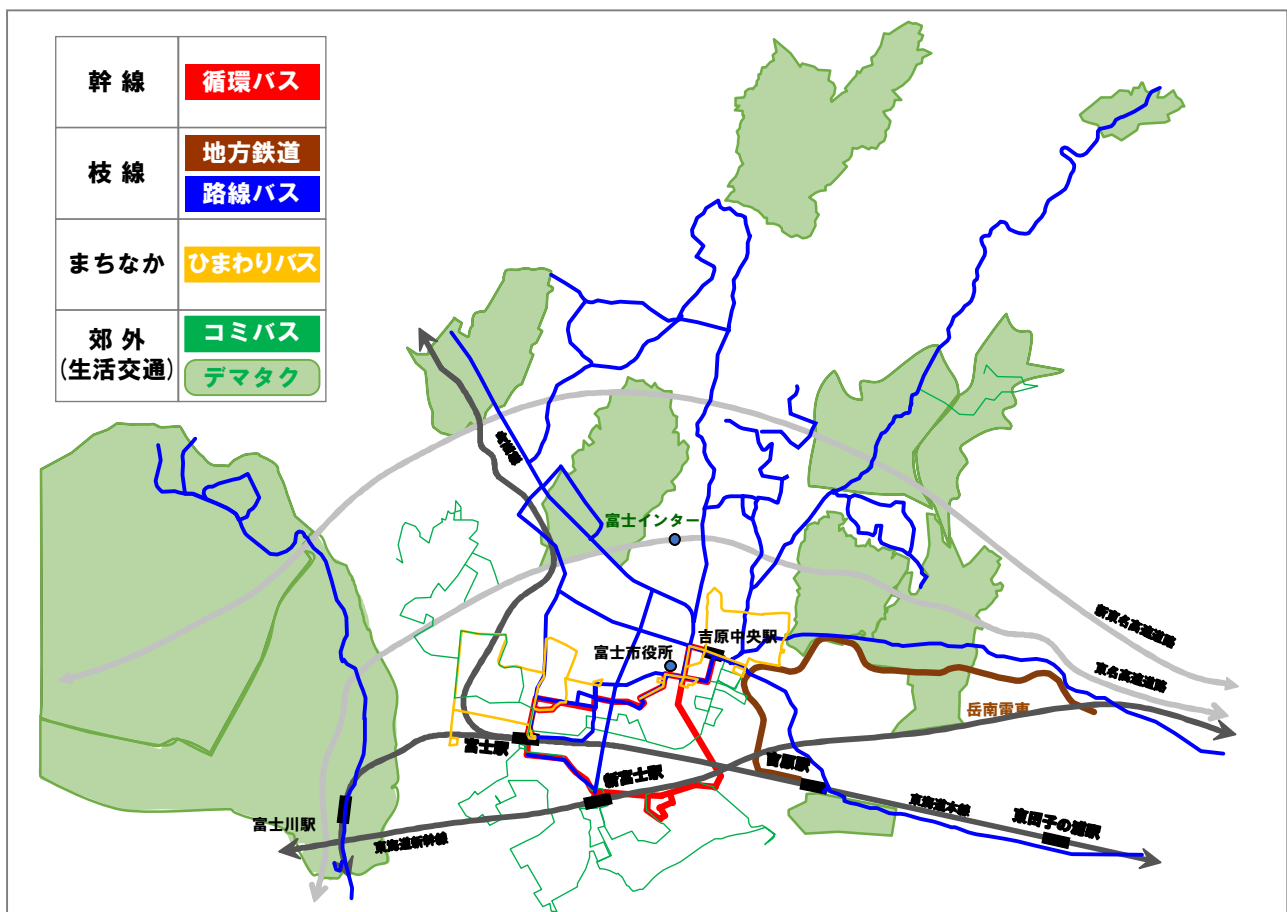 幹 線
循環バス
枝 線
地方鉄道
路線バス
まちなか
ひまわりバス
郊 外
(生活交通)
コミバス
デマタク
身延線
富士インター
新東名高速道路
吉原中央駅
富士市役所
東名高速道路
岳南電車
富士駅
新富士駅
吉原駅
富士川駅
東海道新幹線
東海道本線
東田子の浦駅